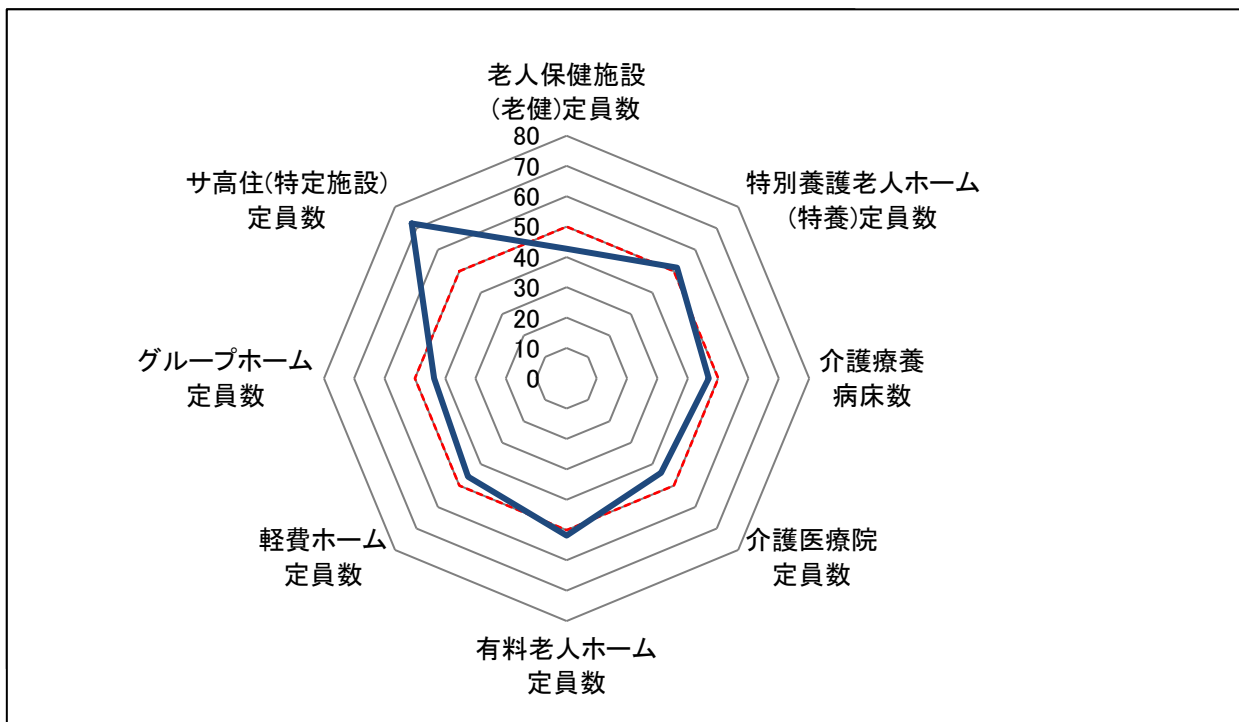 老人保健施設
(老健)定員数
80
70
60
50
40
30
20
10
0
特別養護老人ホーム
(特養)定員数
介護療養
病床数
介護医療院
定員数
有料老人ホーム
定員数
軽費ホーム
定員数
グループホーム
定員数
サ高住(特定施設)
定員数